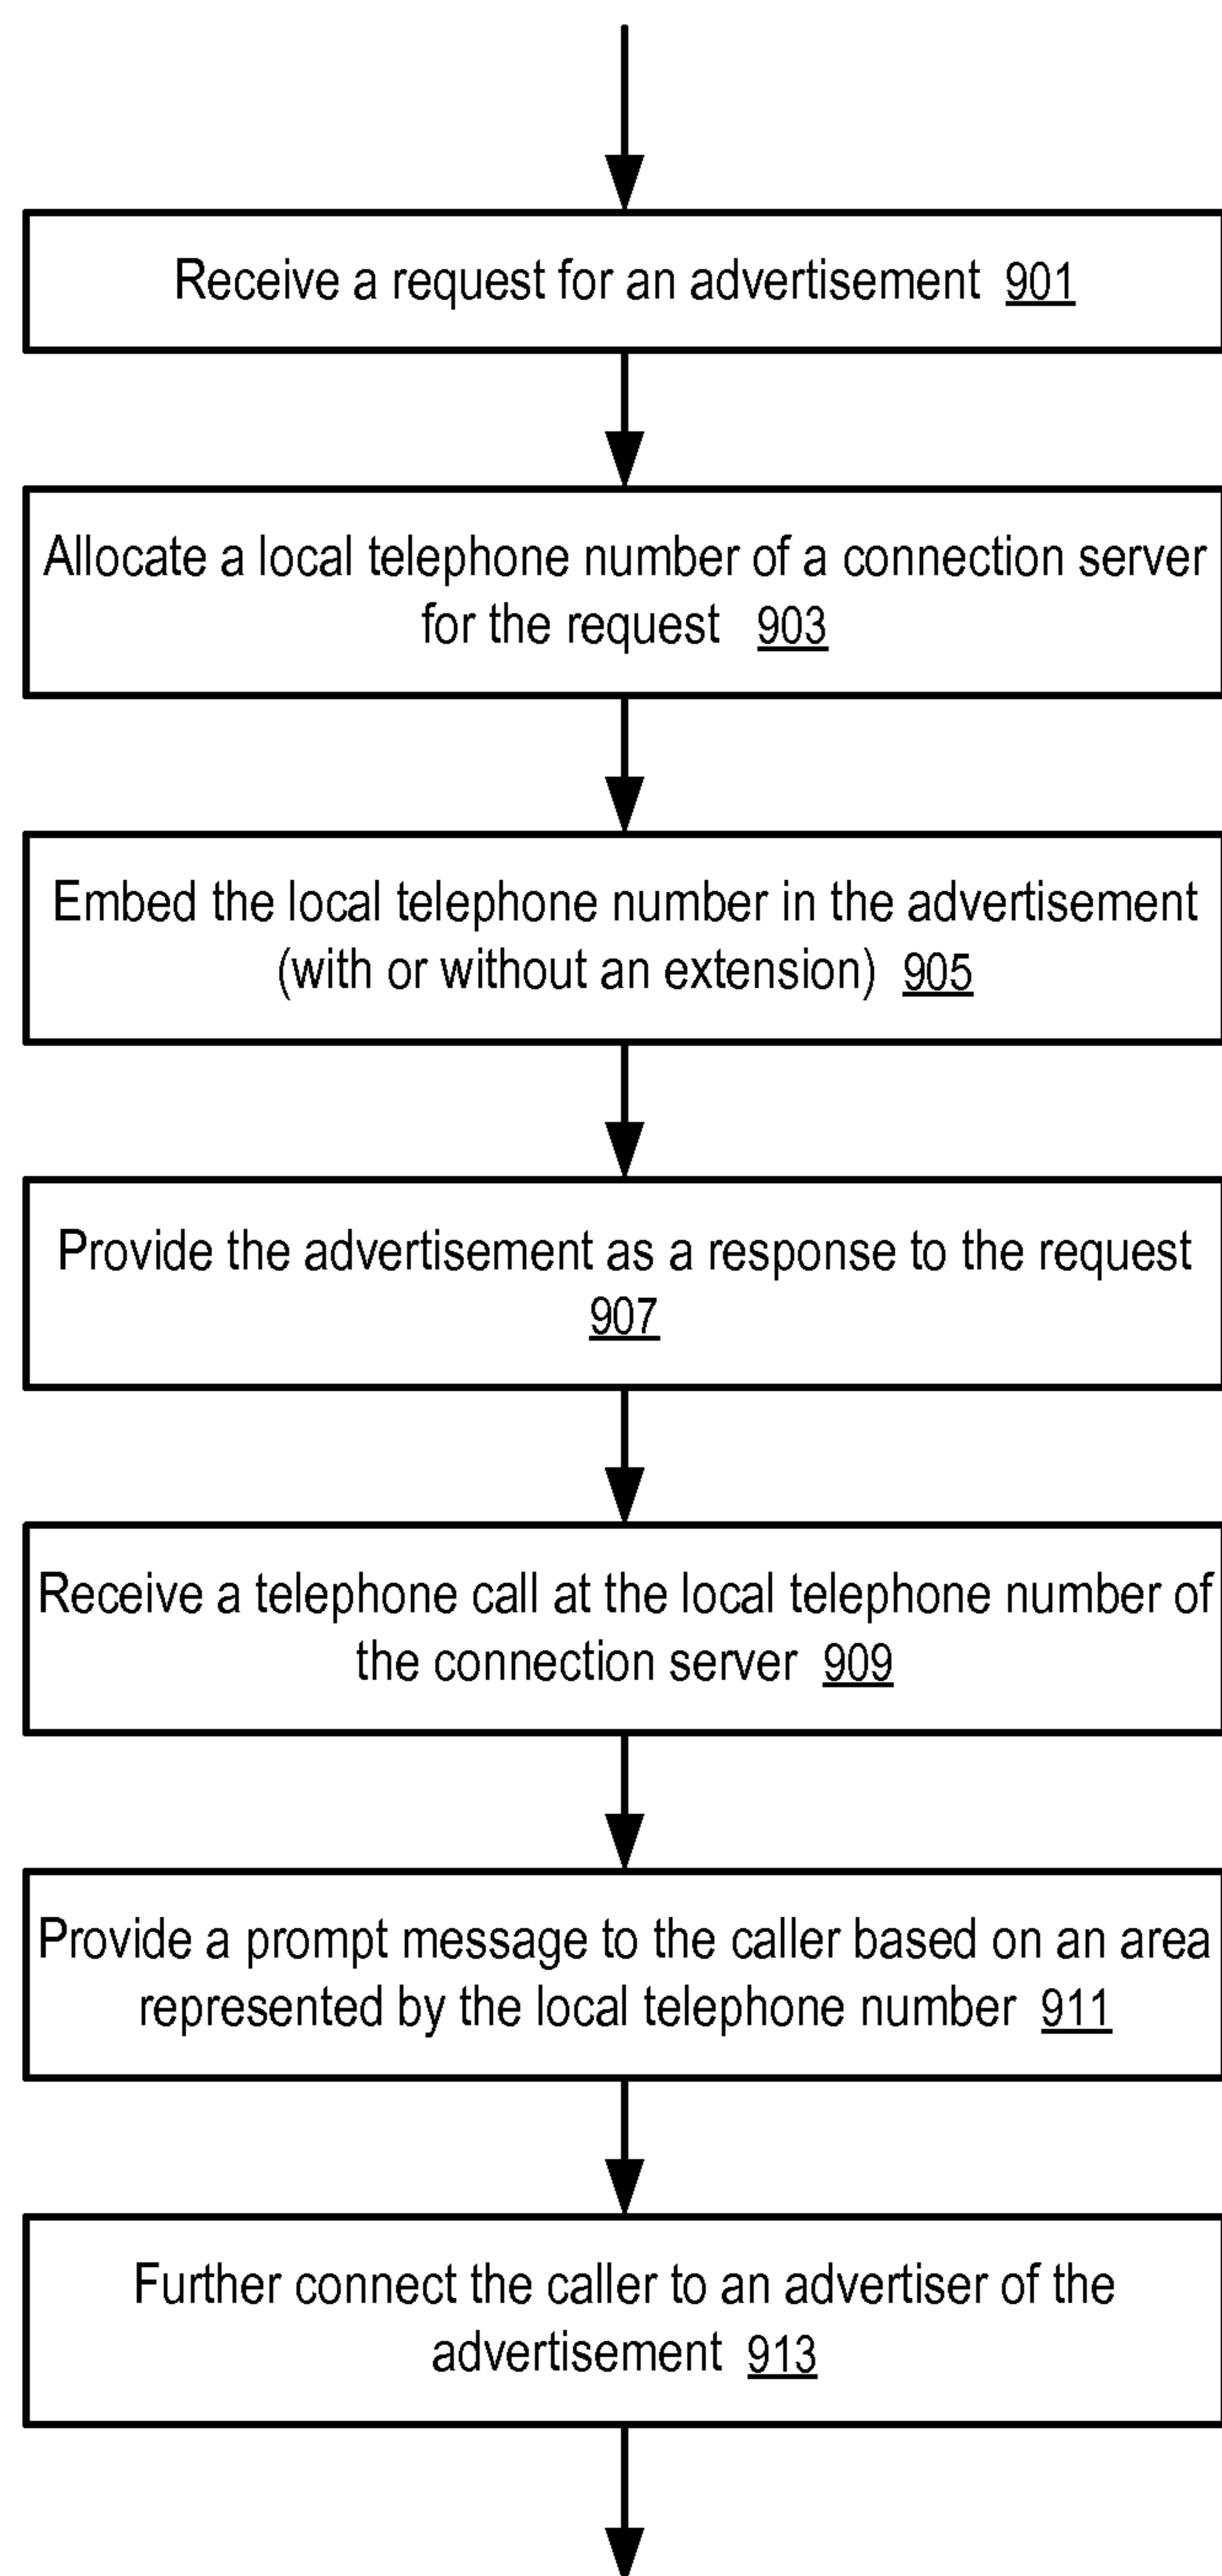 Receive a request for an advertisement 901
Allocate a local telephone number of a connection server
for the request 903
Embed the local telephone number in the advertisement
(with or without an extension) 905
Provide the advertisement as a response to the request
907
Receive a telephone call at the local telephone number of
the connection server 909
Provide a prompt message to the caller based on an area
represented by the local telephone number 911
Further connect the caller to an advertiser of the
advertisement 913